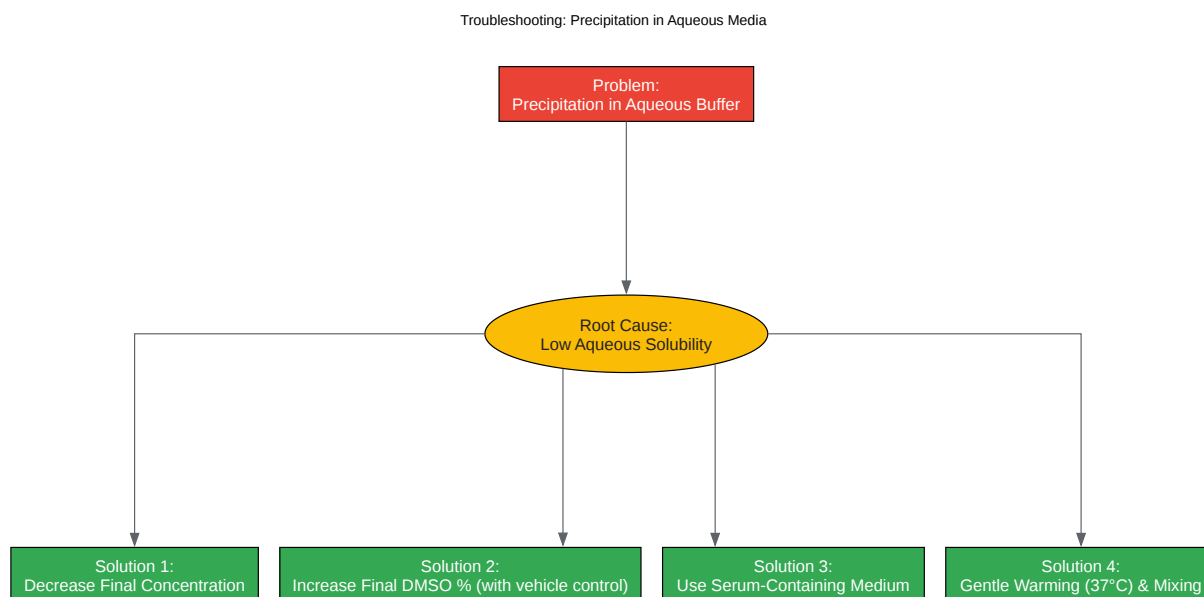 Troubleshooting: Precipitation in Aqueous Media
Problem:
Precipitation in Aqueous Buffer
Root Cause:
Low Aqueous Solubility
Solution 1:
Decrease Final Concentration
Solution 2:
Increase Final DMSO % (with vehicle control)
Solution 3:
Use Serum-Containing Medium
Solution 4:
Gentle Warming (37°C) & Mixing